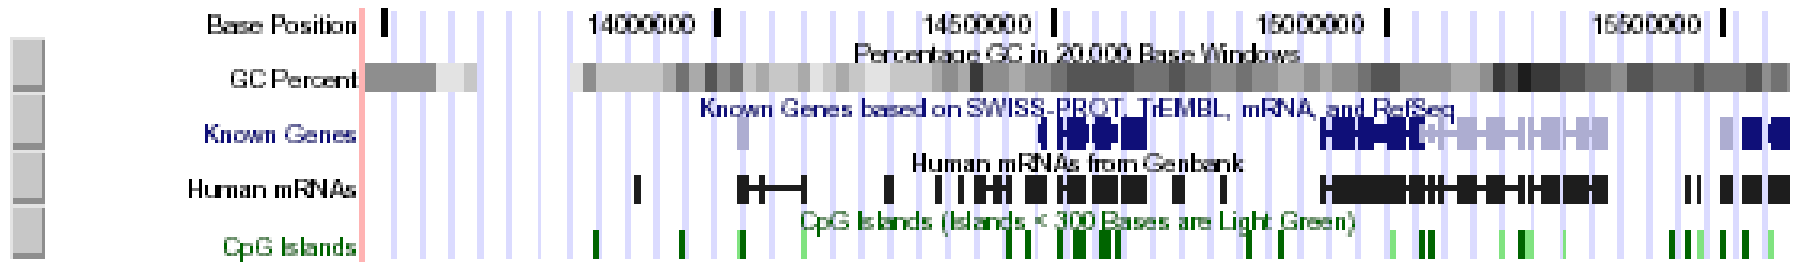 Base Position 14000000 14500000 15000000 15500000
Percentage GC in 20,000 Base Windows
GC Percent
Known Genes based on SWISS-PROT, TrEMBL, mRNA, and RefSeq
Known Genes
Human mRNAs from Genbank
Human mRNAs
CpG Islands (Islands < 300 Bases are Light Green)
CpG Islands